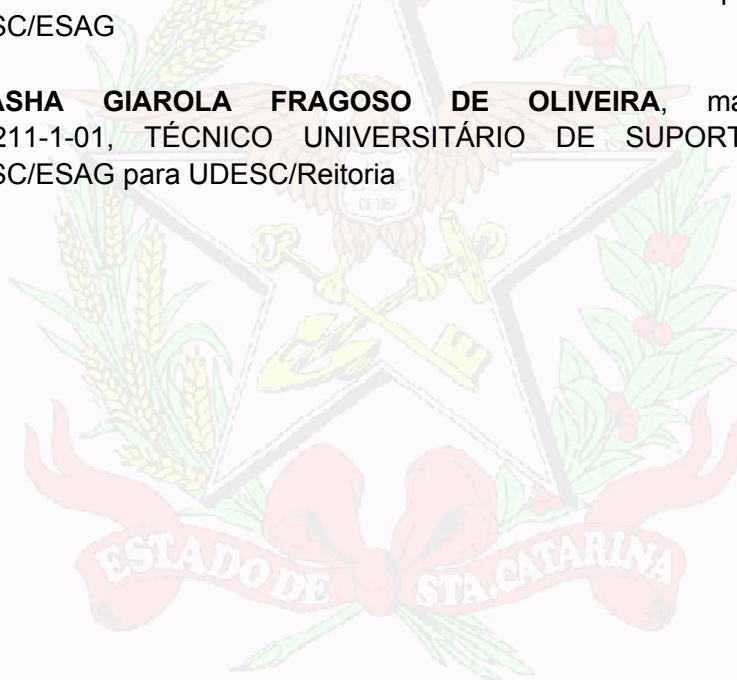 SC/ESAG
ASHA GIAROLA FRAGOSO DE OLIVEIRA, ma
211-1-01, TÉCNICO UNIVERSITÁRIO DE SUPORT
SC/ESAG para UDESC/Reitoria
ESTADO DE STA. CATARINA